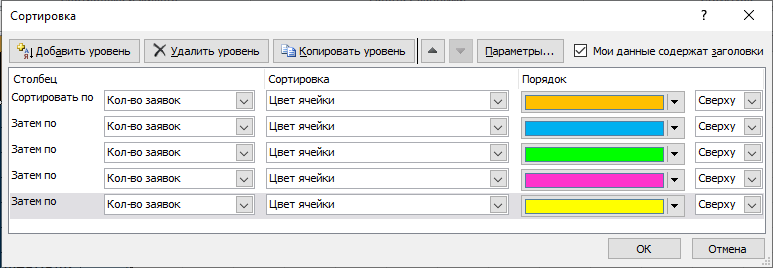 Сортировка
?
Добавить уровень Удалить уровень Копировать уровень Параметры... Мои данные содержат заголовки
Столбец Сортировка Порядок
Сортировать по Кол-во заявок Цвет ячейки Сверху
Затем по Кол-во заявок Цвет ячейки Сверху
Затем по Кол-во заявок Цвет ячейки Сверху
Затем по Кол-во заявок Цвет ячейки Сверху
Затем по Кол-во заявок Цвет ячейки Сверху
ОК Отмена